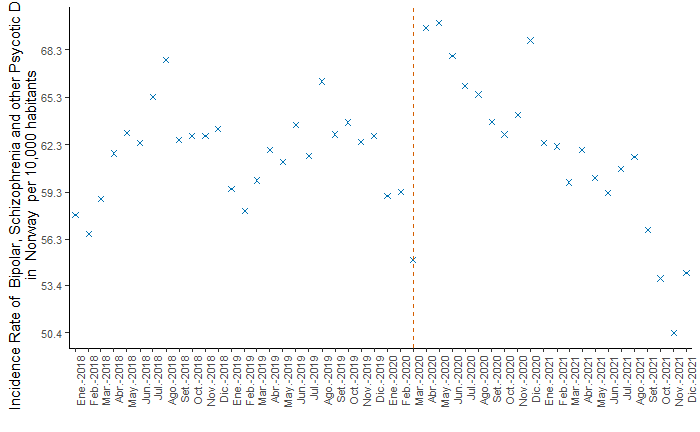 Incidence Rate of Bipolar, Schizophrenia and other Psycotic D
in Norway per 10,000 habitants
68.3
65.3
62.3
59.3
56.3
53.4
50.4
Ene.-2018
Feb.-2018
Mar.-2018
Abr.-2018
May.-2018
Jun.-2018
Jul.-2018
Ago.-2018
Set.-2018
Oct.-2018
Nov.-2018
Dic.-2018
Ene.-2019
Feb.-2019
Mar.-2019
Abr.-2019
May.-2019
Jun.-2019
Jul.-2019
Ago.-2019
Set.-2019
Oct.-2019
Nov.-2019
Dic.-2019
Ene.-2020
Feb.-2020
Mar.-2020
Abr.-2020
May.-2020
Jun.-2020
Jul.-2020
Ago.-2020
Set.-2020
Oct.-2020
Nov.-2020
Dic.-2020
Ene.-2021
Feb.-2021
Mar.-2021
Abr.-2021
May.-2021
Jun.-2021
Jul.-2021
Ago.-2021
Set.-2021
Oct.-2021
Nov.-2021
Dic.-2021